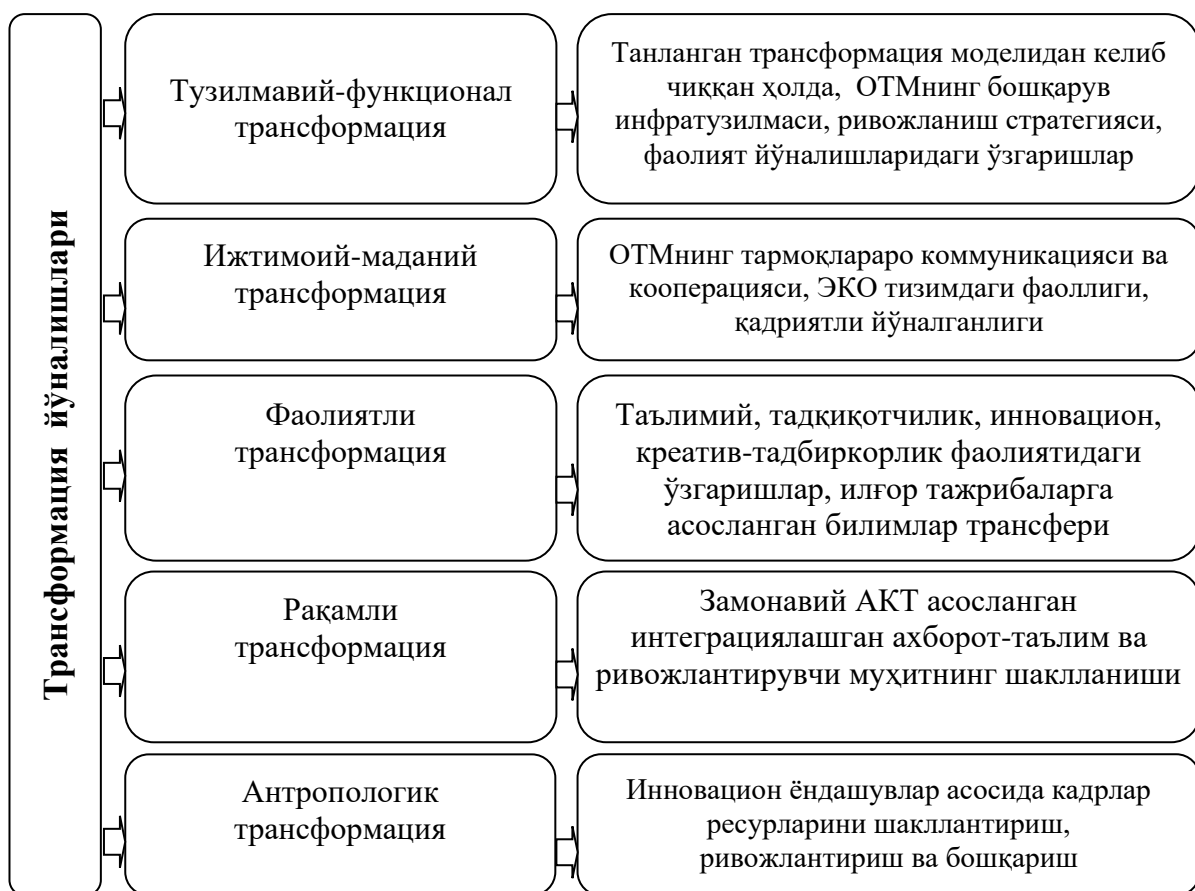 Трансформация йўналишлари
Тузилмавий-функционал
трансформация
Танланган трансформация моделидан келиб
чиққан ҳолда, ОТМнинг бошқарув
инфратузилмаси, ривожланиш стратегияси,
фаолият йўналишларидаги ўзгаришлар
Ижтимоий-маданий
трансформация
ОТМнинг тармоқлараро коммуникацияси ва
кооперацияси, ЭКО тизимдаги фаоллиги,
қадриятли йўналганлиги
Фаолиятли
трансформация
Таълимий, тадқиқотчилик, инновацион,
креатив-тадбиркорлик фаолиятидаги
ўзгаришлар, илғор тажрибаларга
асосланган билимлар трансфери
Рақамли
трансформация
Замонавий АКТ асосланган
интеграциялашган ахборот-таълим ва
ривожлантирувчи муҳитнинг шаклланиши
Антропологик
трансформация
Инновацион ёндашувлар асосида кадрлар
ресурларини шакллантириш,
ривожлантириш ва бошқариш